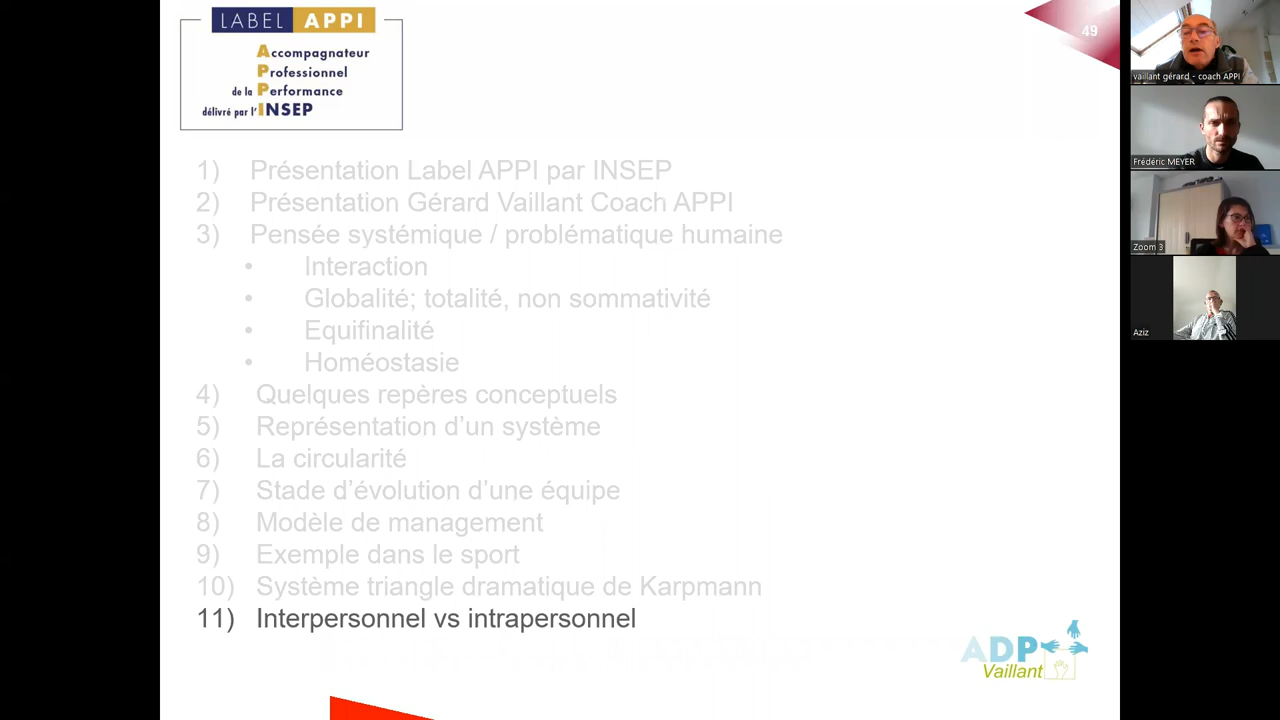 LABEL APPI
Accompagnateur
Professionnel
de la Performance
délivré par l'INSEP
49
1) Présentation Label APPI par INSEP
2) Présentation Gérard Vaillant Coach APPI
3) Pensée systémique / problématique humaine
• Interaction
• Globalité; totalité, non sommativité
• Equifinalité
• Homéostasie
4) Quelques repères conceptuels
5) Représentation d’un système
6) La circularité
7) Stade d’évolution d’une équipe
8) Modèle de management
9) Exemple dans le sport
10) Système triangle dramatique de Karpmann
11) Interpersonnel vs intrapersonnel
ADP
Vaillant
vaillant gérard - coach APPI
Frédéric MEYER
Zoom 3
Aziz